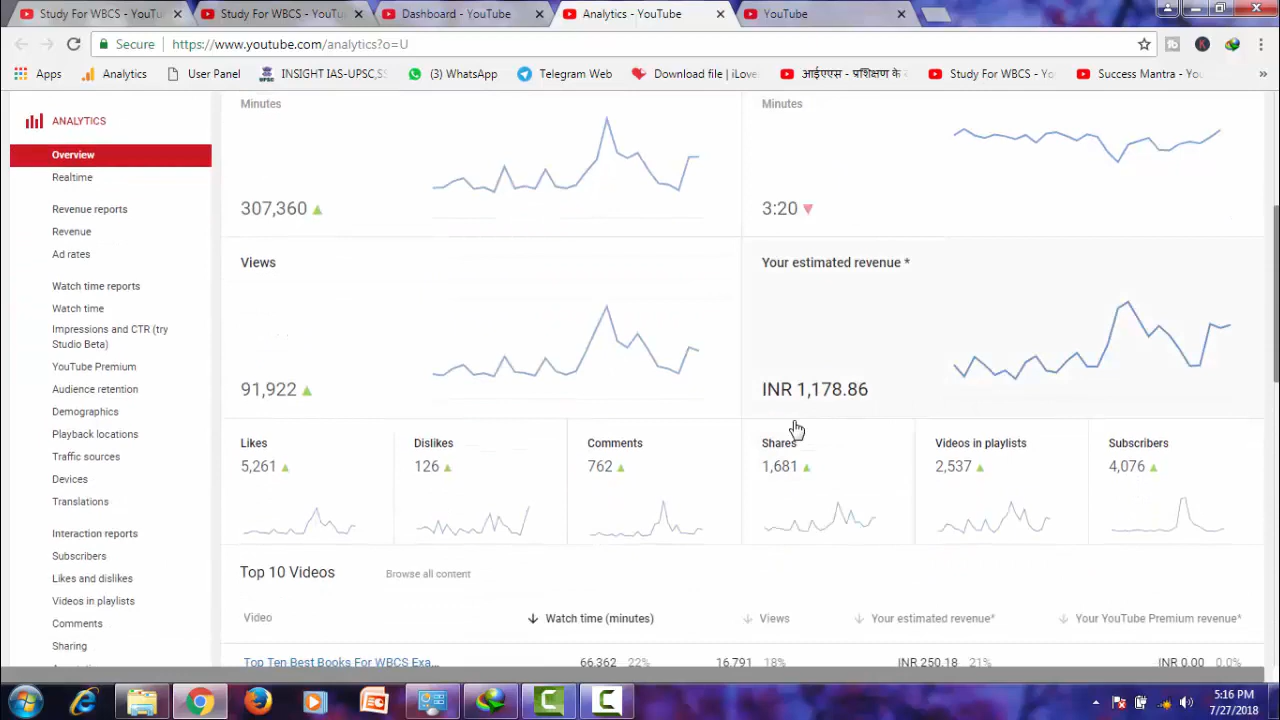 Study For WBCS - YouTu
Study For WBCS - YouTub
Dashboard - YouTube
Analytics - YouTube
YouTube
Secure
https://www.youtube.com/analytics?o=U
Apps
Analytics
User Panel
INSIGHT IAS-UPSC,SS
(3) WhatsApp
Telegram Web
Download file | iLove
आईएएस - प्रशिक्षण के
Study For WBCS - Yo
Success Mantra - You
ANALYTICS
Overview
Realtime
Revenue reports
Revenue
Ad rates
Watch time reports
Watch time
Impressions and CTR (try
Studio Beta)
YouTube Premium
Audience retention
Demographics
Playback locations
Traffic sources
Devices
Translations
Interaction reports
Subscribers
Likes and dislikes
Videos in playlists
Comments
Sharing
Minutes
307,360
Minutes
3:20
Views
91,922
Your estimated revenue *
INR 1,178.86
Likes
5,261
Dislikes
126
Comments
762
Shares
1,681
Videos in playlists
2,537
Subscribers
4,076
Top 10 Videos
Browse all content
Video
Watch time (minutes)
Views
Your estimated revenue*
Your YouTube Premium revenue*
Top Ten Best Books For WBCS Exa...
66,362 22%
16,791 18%
INR 250.18 21%
INR 0.00 0.0%
5:16 PM
7/27/2018